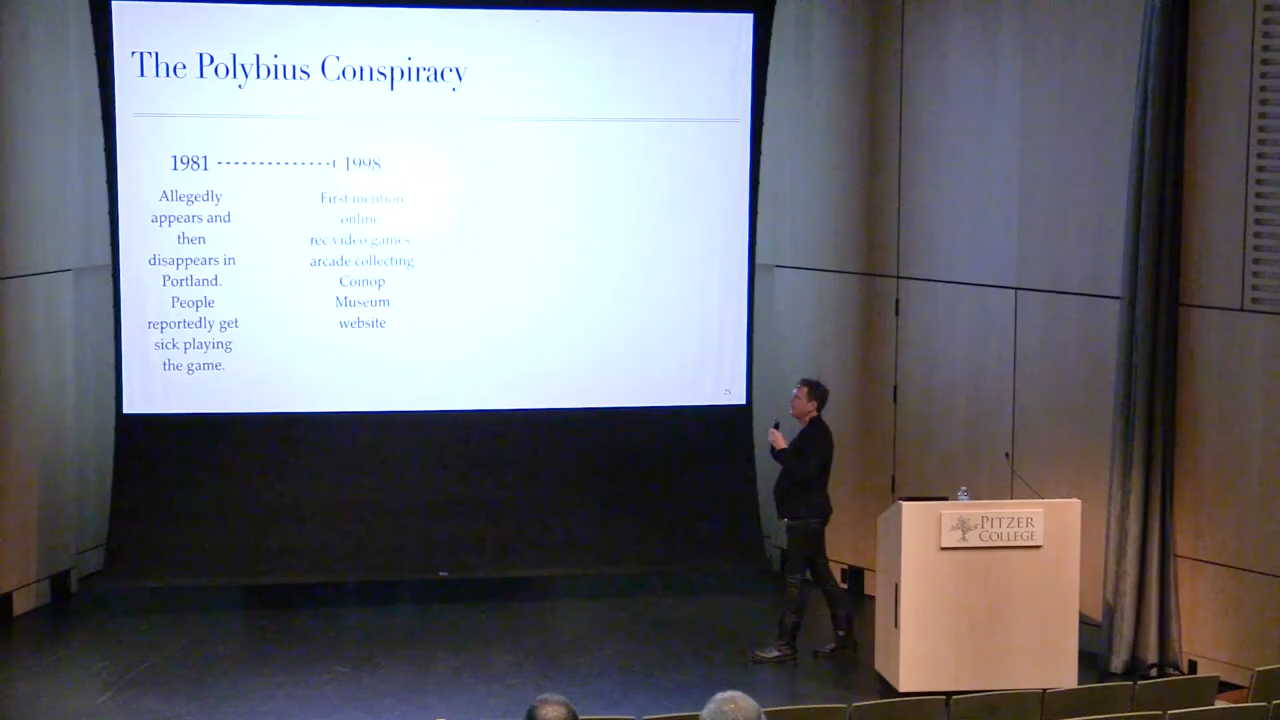 The Polybius Conspiracy
1981 - - - - - - - - - - - - - - 1998
Allegedly
appears and
then
disappears in
Portland.
People
reportedly get
sick playing
the game.
First mention
online
rec video games
arcade collecting
Coinop
Museum
website
25
PITZER
COLLEGE